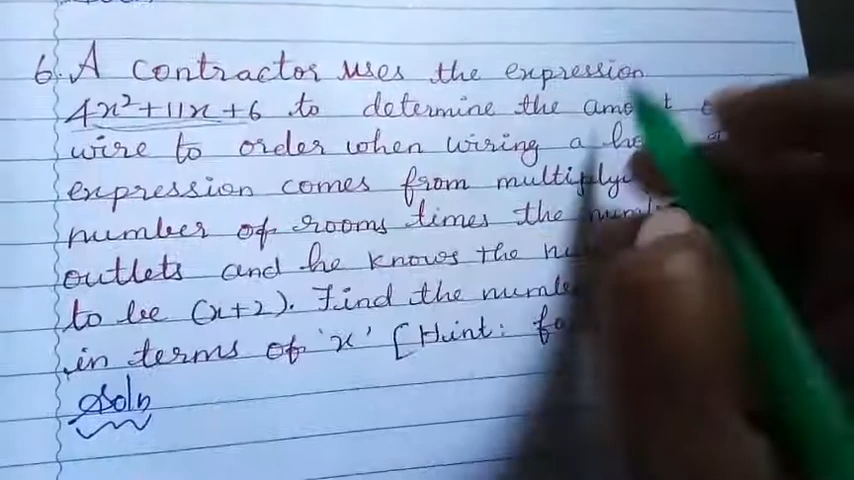 6. A contractor uses the expression
4x²+11x+6 to determine the
wire to order when wiring a
expression comes from
number of rooms times the
outlets and he knows the
to be (x+2). Find the
in terms of 'x' [Hint:
Soln